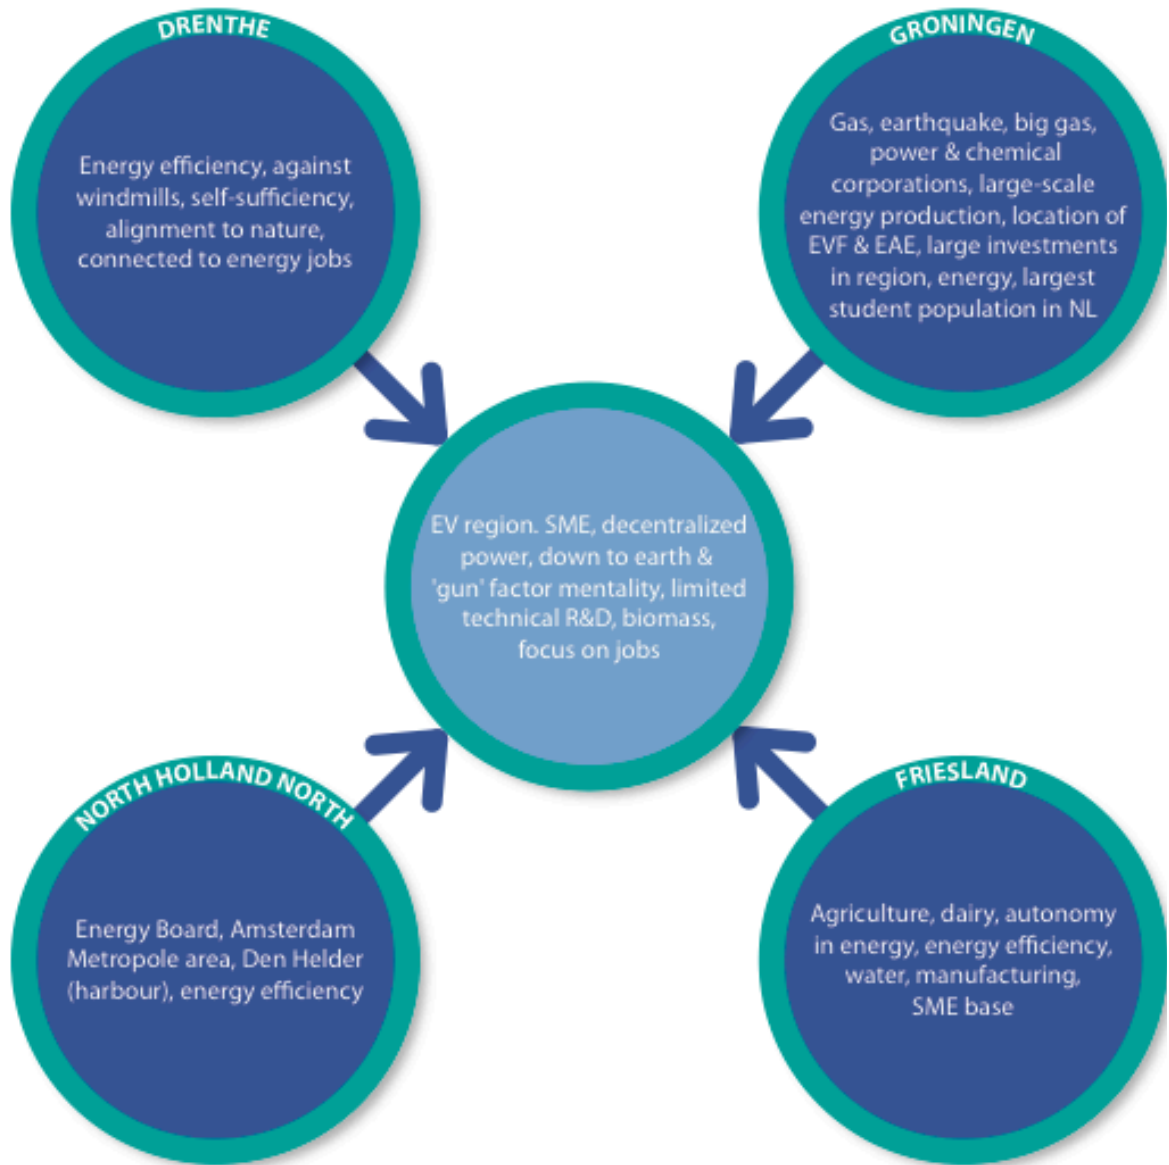 DRENTHE
Energy efficiency, against
windmills, self-sufficiency,
alignment to nature,
connected to energy jobs
GRONINGEN
Gas, earthquake, big gas,
power & chemical
corporations, large-scale
energy production, location of
EVF & EAE, large investments
in region, energy, largest
student population in NL
EV region. SME, decentralized
power, down to earth &
'gun' factor mentality, limited
technical R&D, biomass,
focus on jobs
NORTH HOLLAND NORTH
Energy Board, Amsterdam
Metropole area, Den Helder
(harbour), energy efficiency
FRIESLAND
Agriculture, dairy, autonomy
in energy, energy efficiency,
water, manufacturing,
SME base